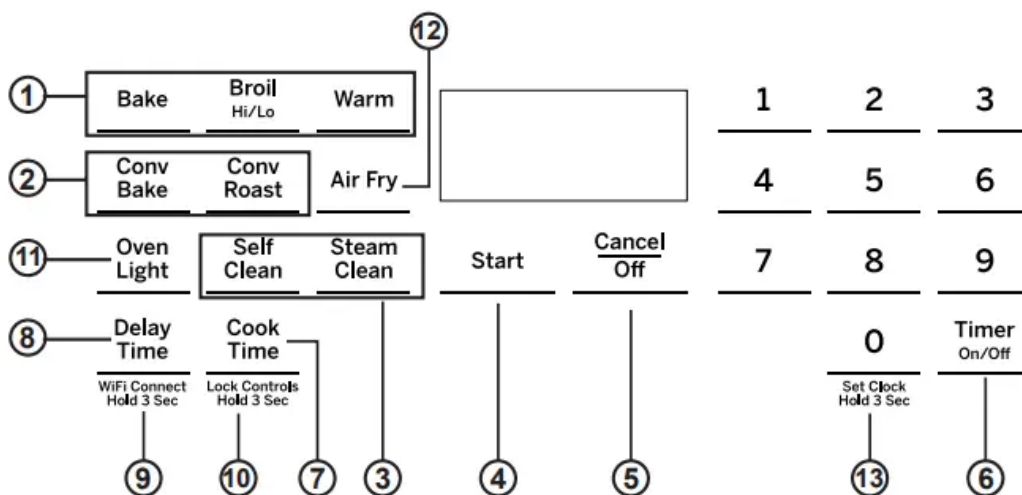 12
1
Bake
Broil
Hi/Lo
Warm
1
2
3
2
Conv
Bake
Conv
Roast
Air Fry
4
5
6
11
Oven
Light
Self
Clean
Steam
Clean
Start
Cancel
Off
7
8
9
8
Delay
Time
Cook
Time
0
Timer
On/Off
WiFi Connect
Hold 3 Sec
Lock Controls
Hold 3 Sec
Set Clock
Hold 3 Sec
9
10
7
3
4
5
13
6